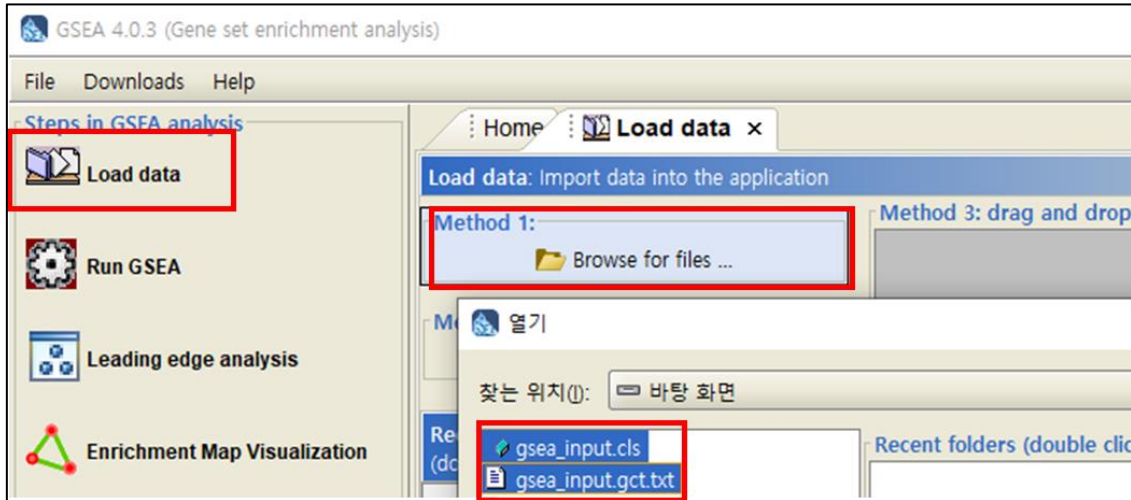 GSEA 4.0.3 (Gene set enrichment analysis)
File Downloads Help
Steps in GSEA analysis
Load data
Run GSEA
Leading edge analysis
Enrichment Map Visualization
Home
Load data ×
Load data: Import data into the application
Method 1:
Browse for files ...
Method 3: drag and drop
열기
찾는 위치(I):
바탕 화면
gsea_input.cls
gsea_input.gct.txt
Recent folders (double